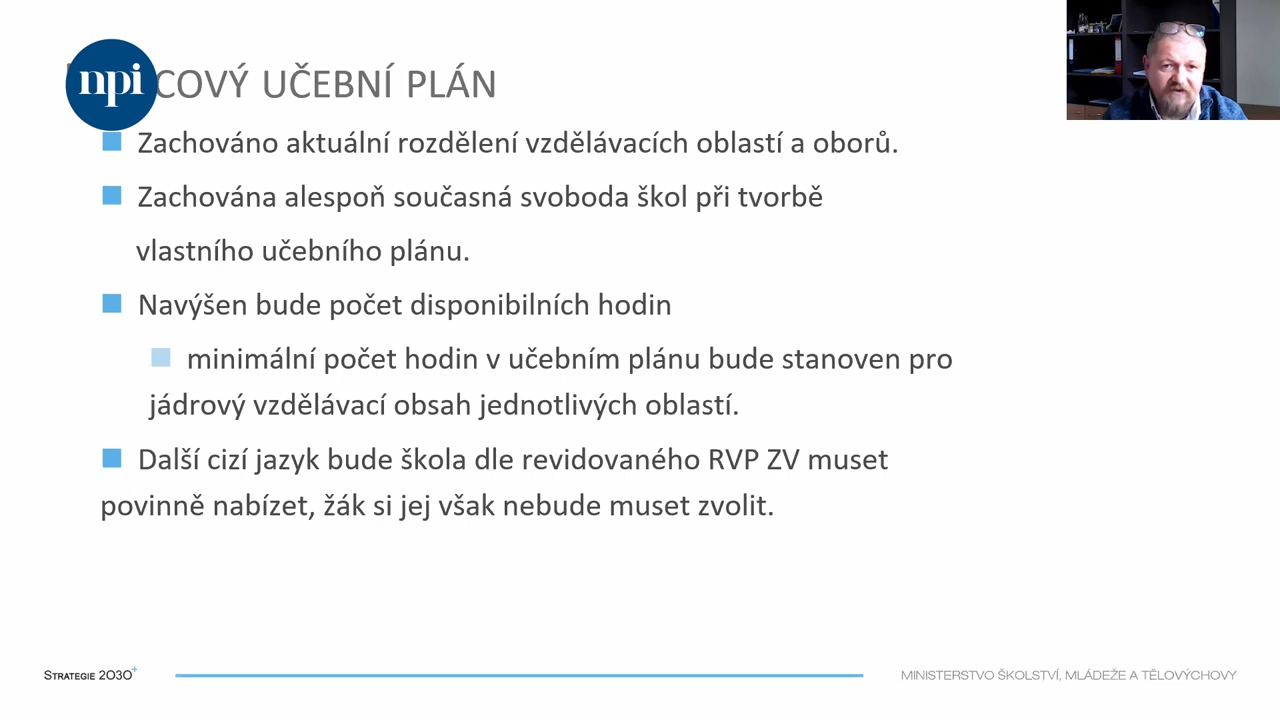 npi
COVÝ UČEBNÍ PLÁN
Zachováno aktuální rozdělení vzdělávacích oblastí a oborů.
Zachována alespoň současná svoboda škol při tvorbě
vlastního učebního plánu.
Navýšen bude počet disponibilních hodin
minimální počet hodin v učebním plánu bude stanoven pro
jádrový vzdělávací obsah jednotlivých oblastí.
Další cizí jazyk bude škola dle revidovaného RVP ZV muset
povinně nabízet, žák si jej však nebude muset zvolit.
STRATEGIE 2030+
MINISTERSTVO ŠKOLSTVÍ, MLÁDEŽE A TĚLOVÝCHOVY